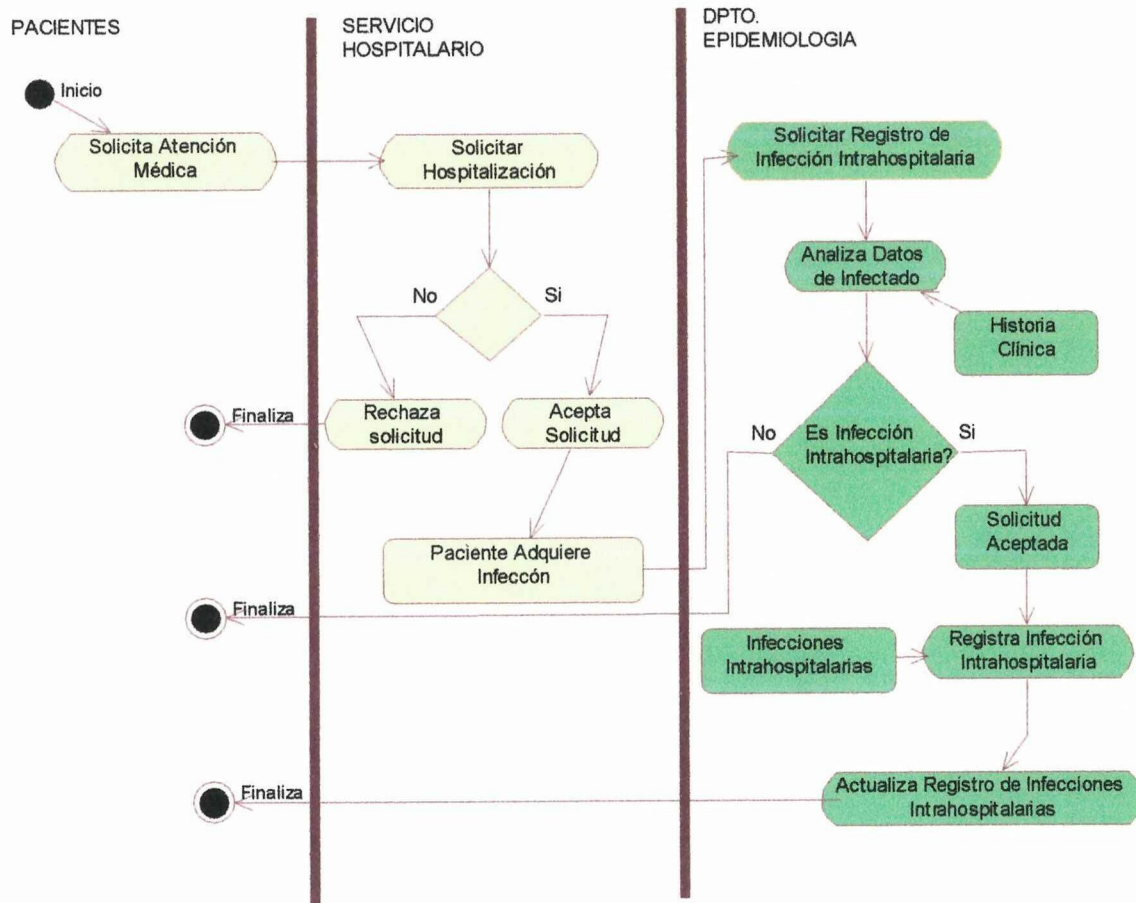 PACIENTES
SERVICIO
HOSPITALARIO
DPTO.
EPIDEMIOLOGIA
Inicio
Solicita Atención
Médica
Solicitar
Hospitalización
Solicitar Registro de
Infección Intrahospitalaria
Analiza Datos
de Infectado
No
Si
Historia
Clínica
Finaliza
Rechaza
solicitud
Acepta
Solicitud
No
Es Infección
Intrahospitalaria?
Si
Solicitud
Aceptada
Paciente Adquiere
Infeccón
Finaliza
Infecciones
Intrahospitalarias
Registra Infección
Intrahospitalaria
Finaliza
Actualiza Registro de Infecciones
Intrahospitalarias